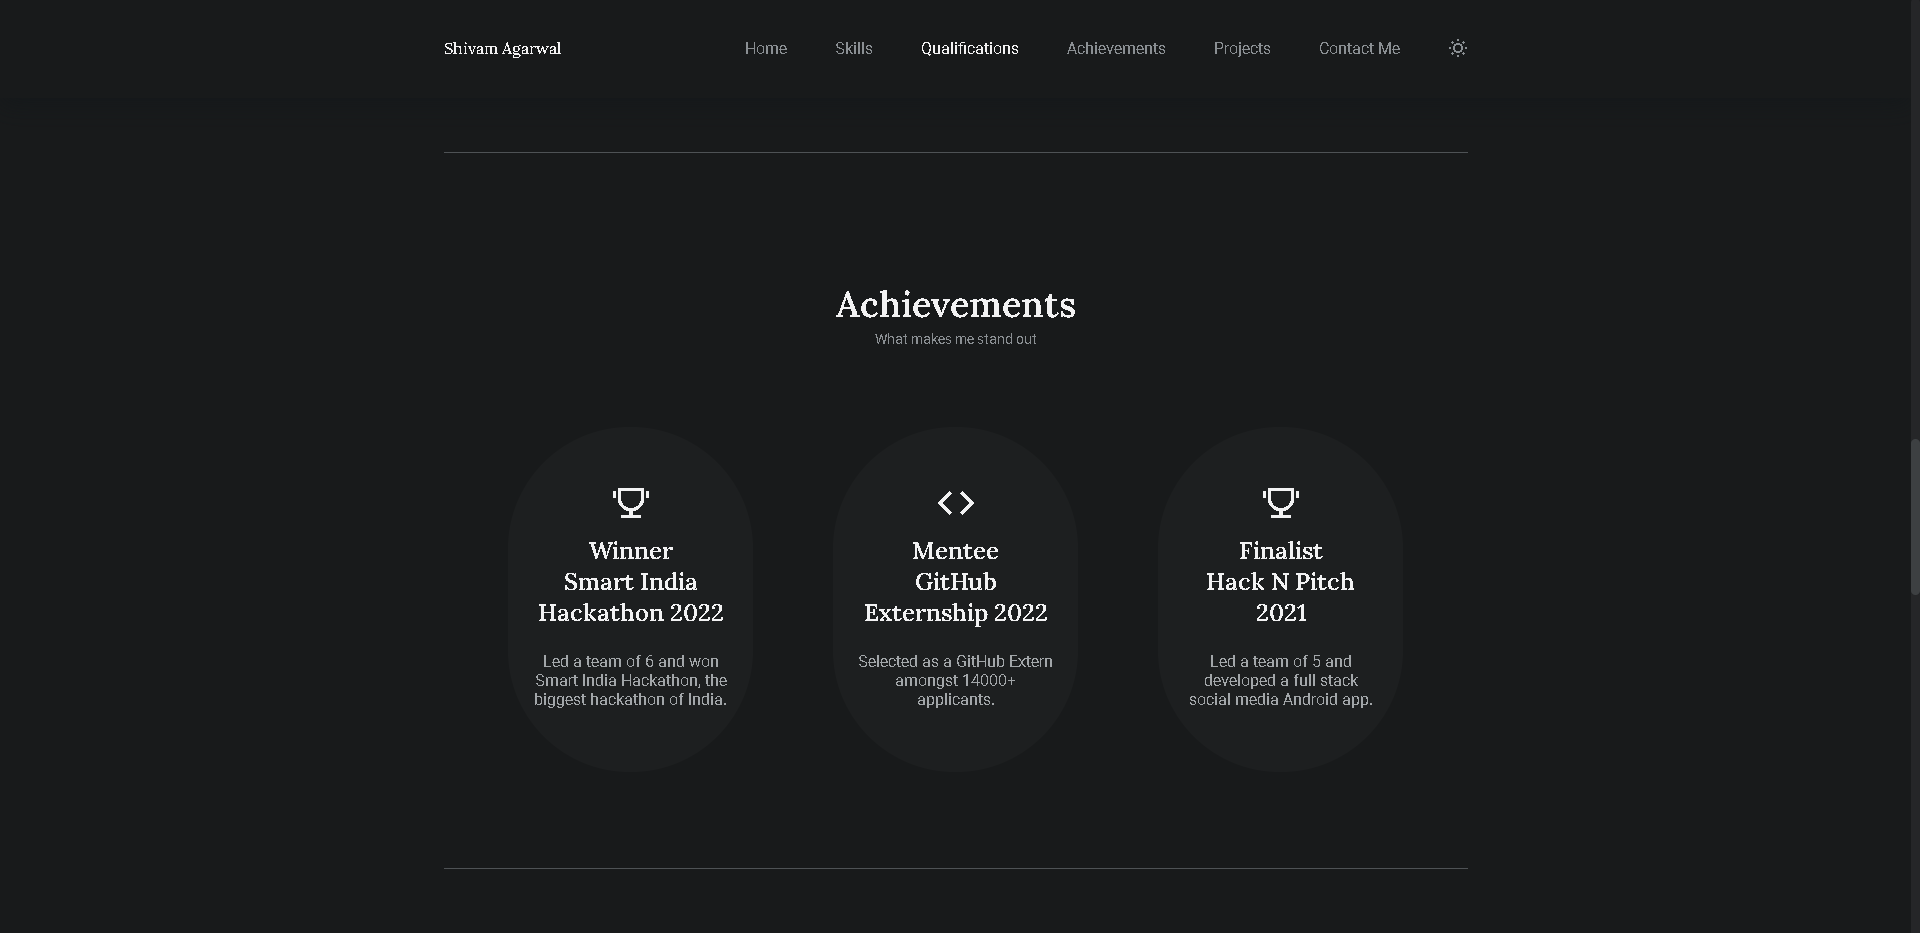 Shivam Agarwal
Home Skills Qualifications Achievements Projects Contact Me
Achievements
What makes me stand out
Winner
Smart India
Hackathon 2022
Led a team of 6 and won
Smart India Hackathon, the
biggest hackathon of India.
Mentee
GitHub
Externship 2022
Selected as a GitHub Extern
amongst 14000+
applicants.
Finalist
Hack N Pitch
2021
Led a team of 5 and
developed a full stack
social media Android app.